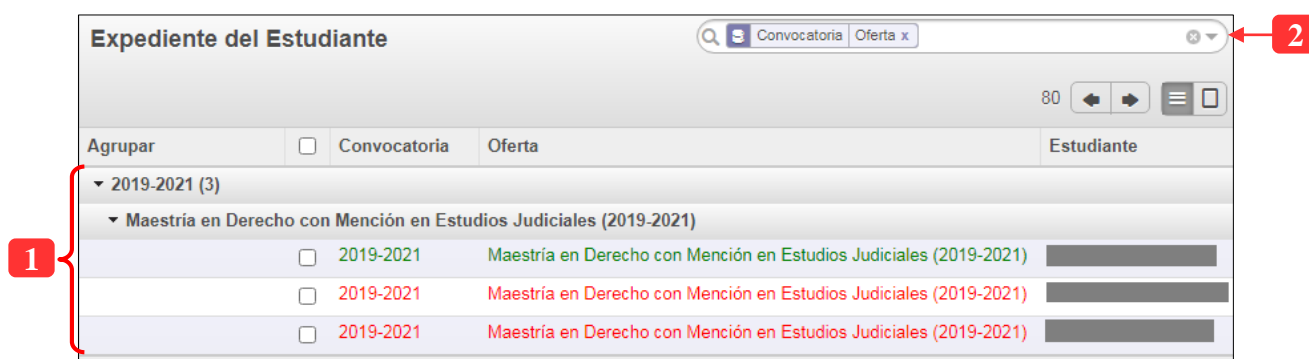 Expediente del Estudiante
Convocatoria Oferta x
2
80
Agrupar Convocatoria Oferta Estudiante
2019-2021 (3)
Maestría en Derecho con Mención en Estudios Judiciales (2019-2021)
1
2019-2021 Maestría en Derecho con Mención en Estudios Judiciales (2019-2021)
2019-2021 Maestría en Derecho con Mención en Estudios Judiciales (2019-2021)
2019-2021 Maestría en Derecho con Mención en Estudios Judiciales (2019-2021)